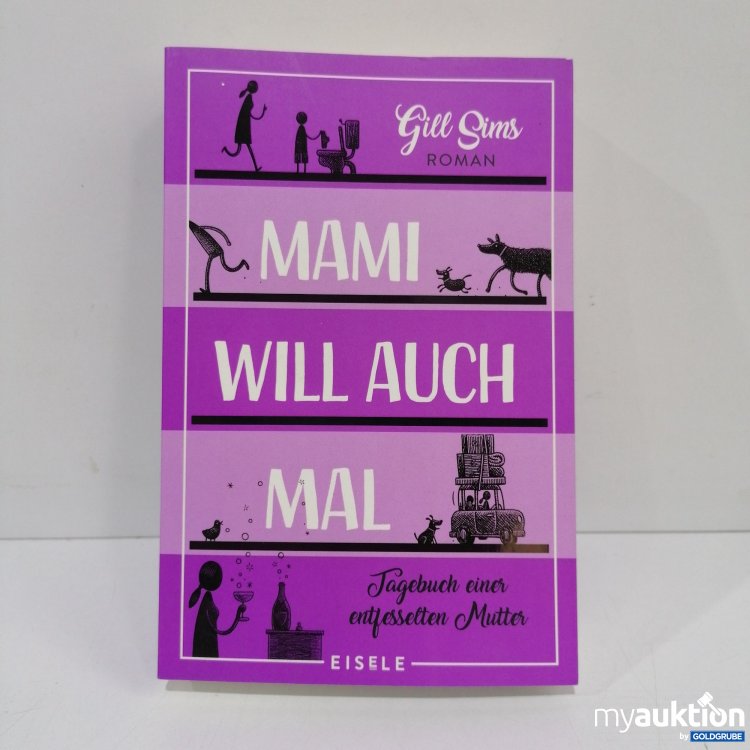 Gill Sims
ROMAN
MAMI
WILL AUCH
MAL
Tagebuch einer
entfesselten Mutter
EISELE
myauktion
by GOLDGRUBE